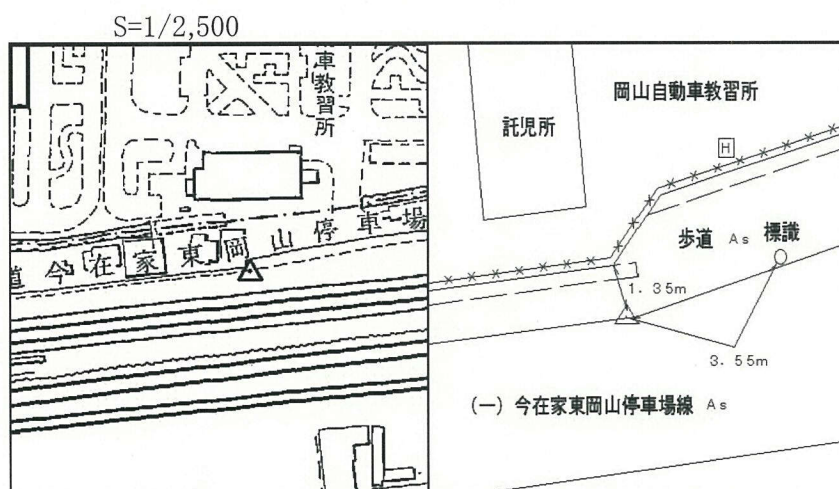 S=1/2,500
車教習所
道今在家東岡山停車場
岡山自動車教習所
託児所
H
歩道 As 標識
1.35m
3.55m
(一) 今在家東岡山停車場線 As